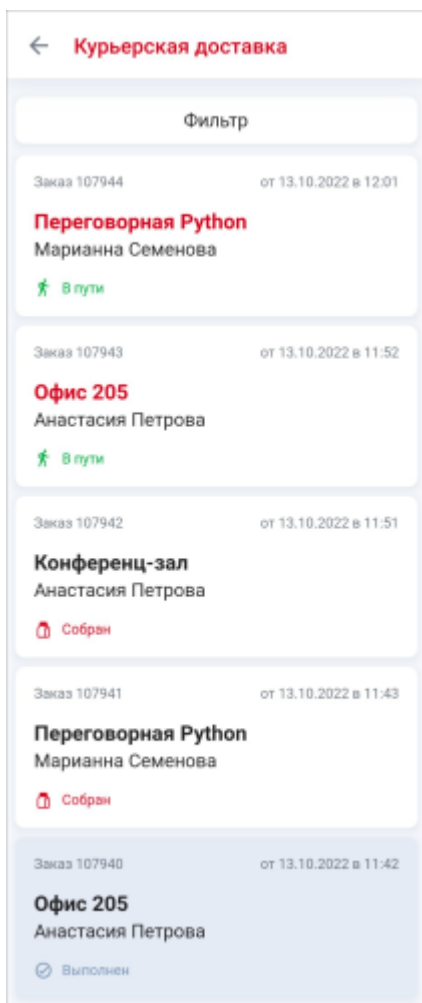 Курьерская доставка
Фильтр
Заказ 107944 от 13.10.2022 в 12:01
Переговорная Python
Марианна Семенова
В пути
Заказ 107943 от 13.10.2022 в 11:52
Офис 205
Анастасия Петрова
В пути
Заказ 107942 от 13.10.2022 в 11:51
Конференц-зал
Анастасия Петрова
Собран
Заказ 107941 от 13.10.2022 в 11:43
Переговорная Python
Марианна Семенова
Собран
Заказ 107940 от 13.10.2022 в 11:42
Офис 205
Анастасия Петрова
Выполнен